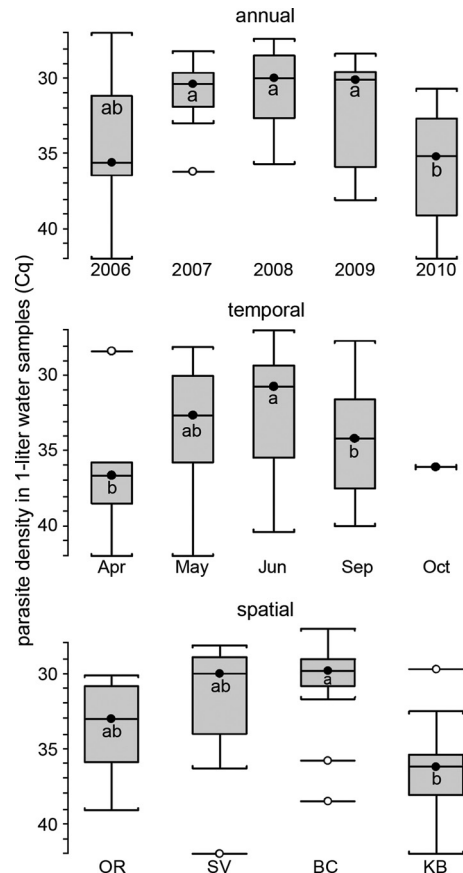 annual
30
35
40
ab
a
a
a
b
2006 2007 2008 2009 2010
parasite density in 1-liter water samples (Cq)
temporal
30
35
40
b
ab
a
b
Apr May Jun Sep Oct
spatial
30
35
40
ab
ab
a
b
OR SV BC KB